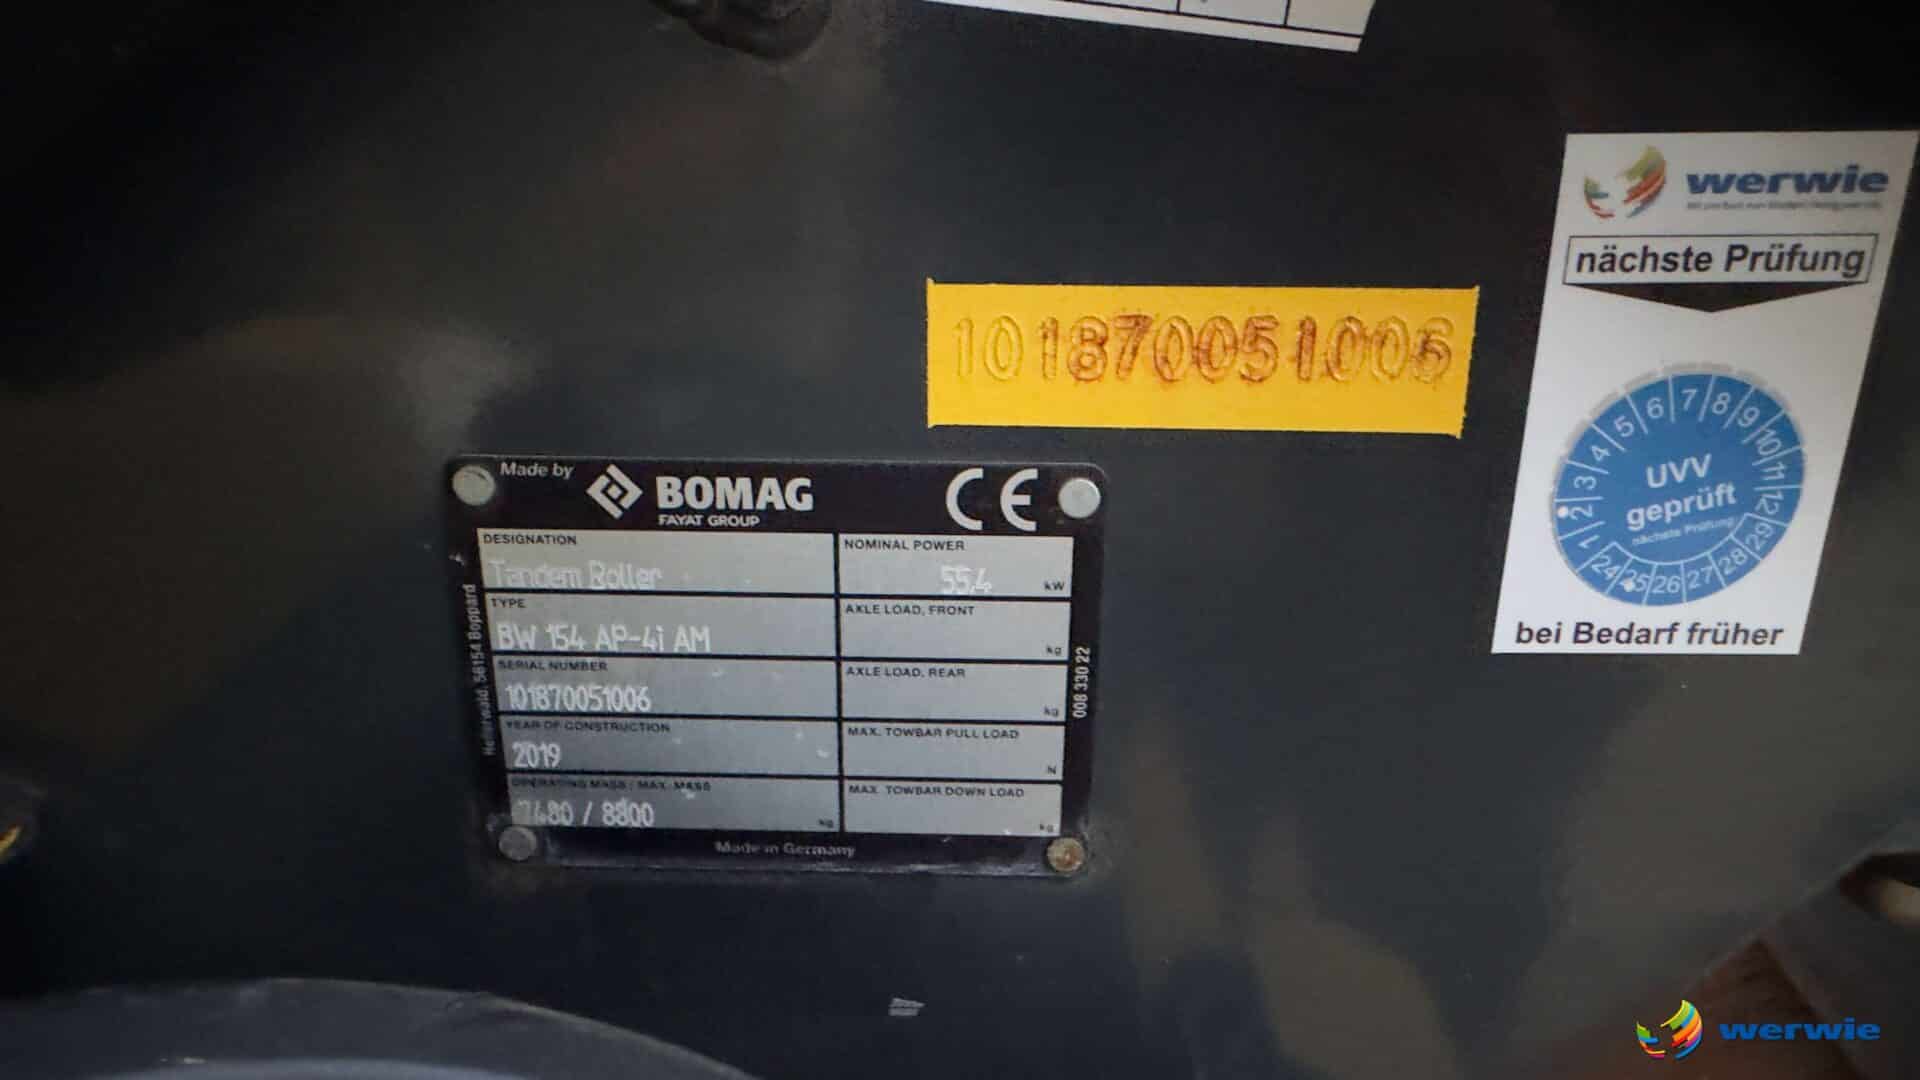 101870051006
werwie
nächste Prüfung
1 2 3 4 5 6 7 8 9 10 11 12
UVV
geprüft
nächste Prüfung
24 25 26 27 28 29
bei Bedarf früher
Made by
BOMAG
FAYAT GROUP
CE
DESIGNATION
Tandem Roller
NOMINAL POWER
55,4 kW
TYPE
BW 154 AP-4i AM
AXLE LOAD, FRONT
kg
SERIAL NUMBER
101870051006
AXLE LOAD, REAR
kg
YEAR OF CONSTRUCTION
2019
MAX. TOWBAR PULL LOAD
N
OPERATING MASS / MAX. MASS
7480 / 8800 kg
MAX. TOWBAR DOWN LOAD
kg
Made in Germany
Hellerwald, 56154 Boppard
008 330 22
werwie